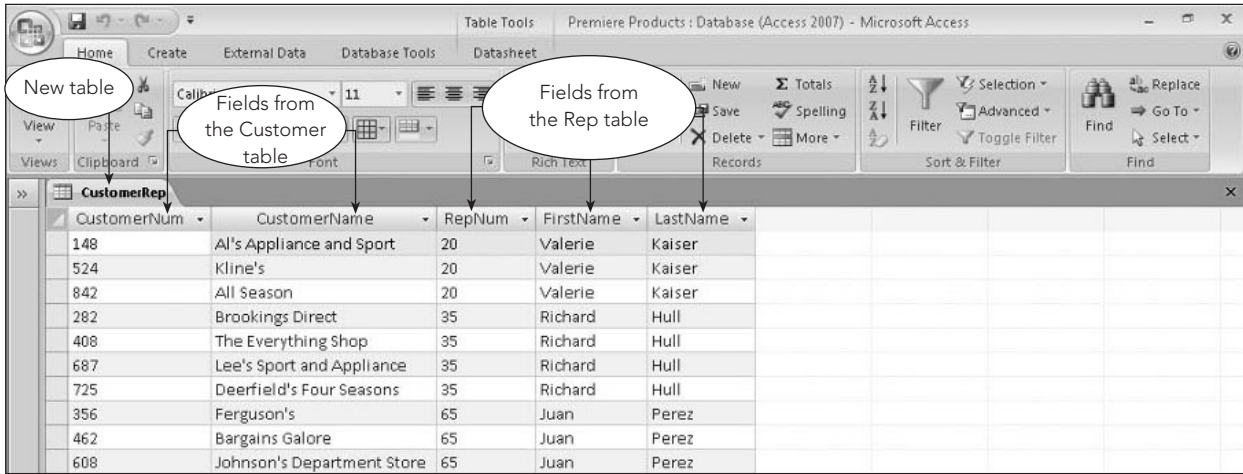 Table Tools Premiere Products : Database (Access 2007) - Microsoft Access
Home Create External Data Database Tools Datasheet
New table
Fields from
the Customer
table
Fields from
the Rep table
11
View
Paste
New
Save
Delete
Totals
Spelling
More
Filter
Selection
Advanced
Toggle Filter
Find
Replace
Go To
Select
Views Clipboard Font Rich Text Records Sort & Filter Find
CustomerRep
CustomerNum CustomerName RepNum FirstName LastName
148 Al's Appliance and Sport 20 Valerie Kaiser
524 Kline's 20 Valerie Kaiser
842 All Season 20 Valerie Kaiser
282 Brookings Direct 35 Richard Hull
408 The Everything Shop 35 Richard Hull
687 Lee's Sport and Appliance 35 Richard Hull
725 Deerfield's Four Seasons 35 Richard Hull
356 Ferguson's 65 Juan Perez
462 Bargains Galore 65 Juan Perez
608 Johnson's Department Store 65 Juan Perez